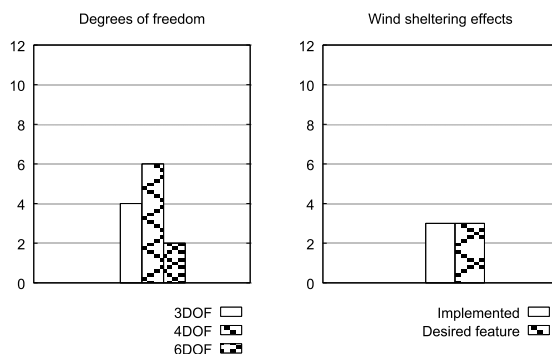 Degrees of freedom
12
10
8
6
4
2
0
3DOF
4DOF
6DOF
Wind sheltering effects
12
10
8
6
4
2
0
Implemented
Desired feature